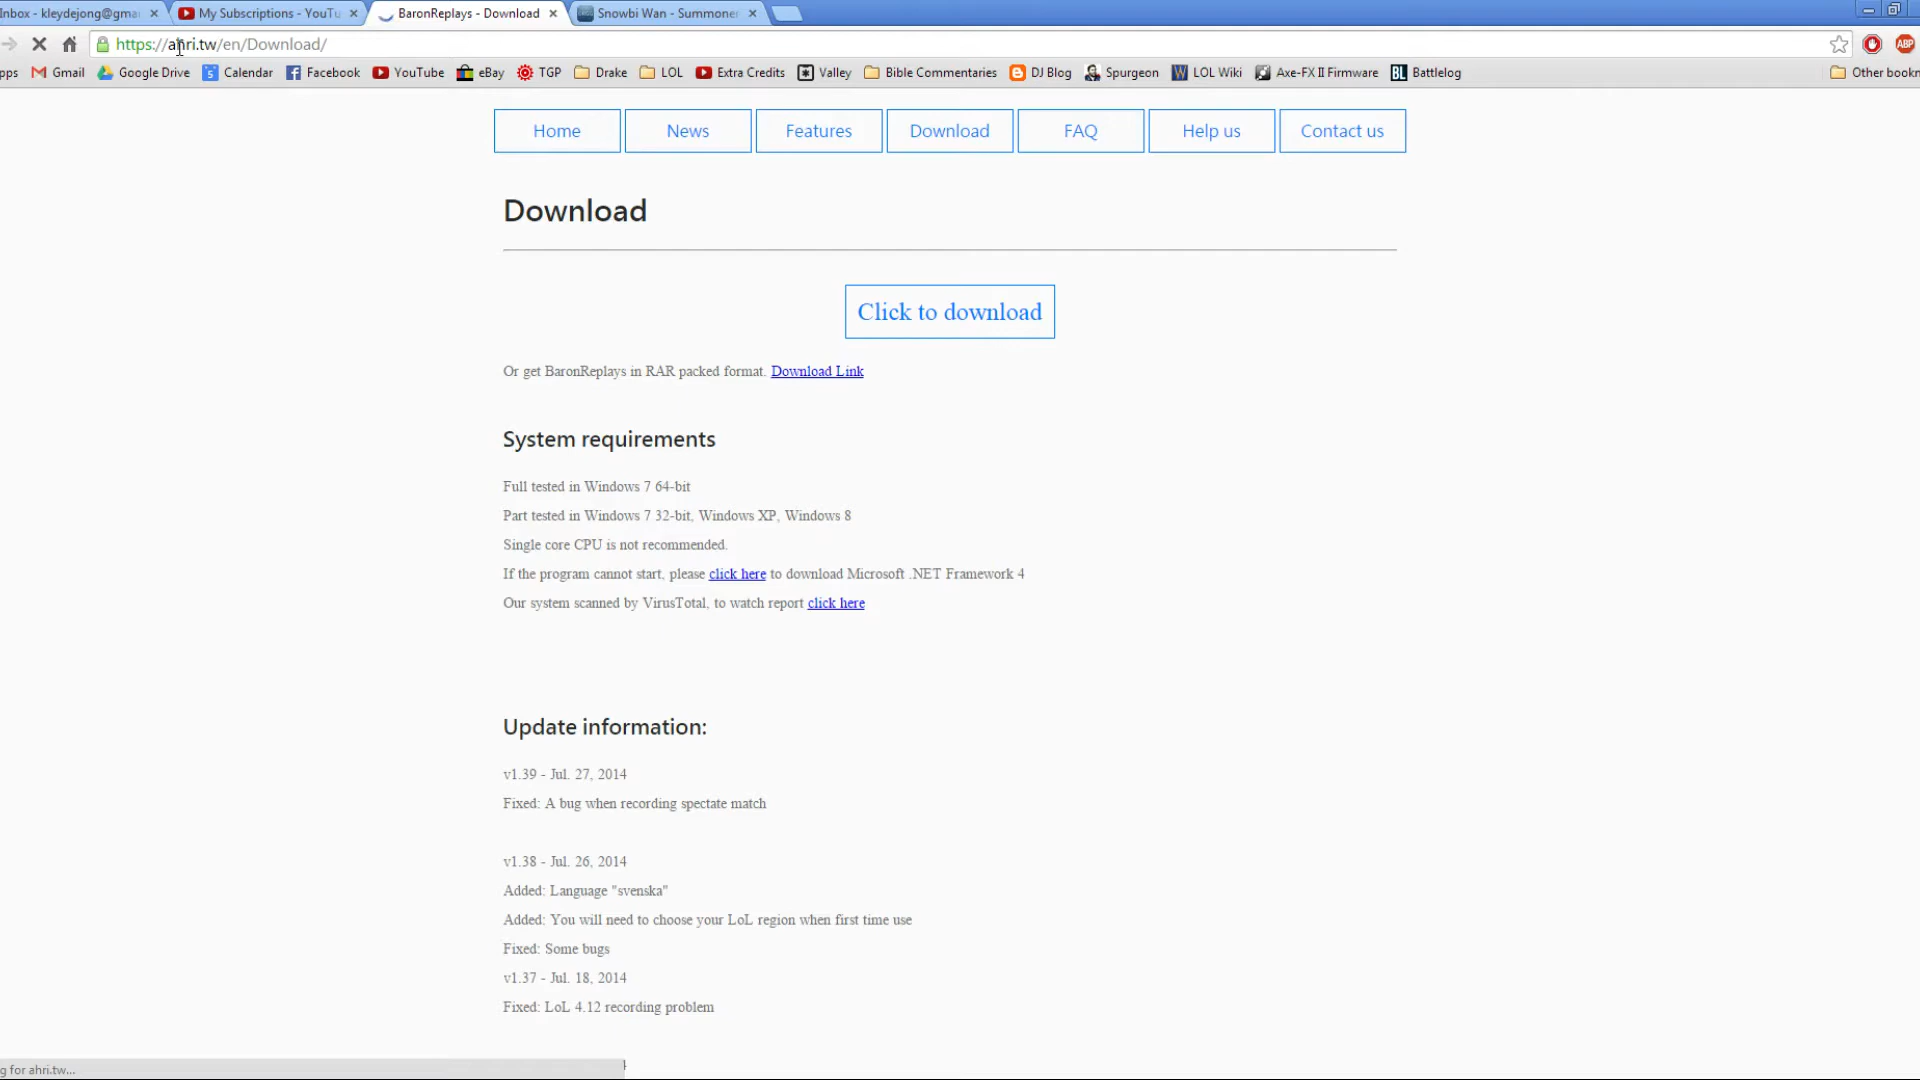 Inbox - kleydejong@gma
My Subscriptions - YouTu
BaronReplays - Download
Snowbi Wan - Summoner
https://ahri.tw/en/Download/
pps Gmail Google Drive Calendar Facebook YouTube eBay TGP Drake LOL Extra Credits Valley Bible Commentaries DJ Blog Spurgeon LOL Wiki Axe-FX II Firmware Battlelog Other bookn
Home News Features Download FAQ Help us Contact us
Download
Click to download
Or get BaronReplays in RAR packed format. Download Link
System requirements
Full tested in Windows 7 64-bit
Part tested in Windows 7 32-bit, Windows XP, Windows 8
Single core CPU is not recommended.
If the program cannot start, please click here to download Microsoft .NET Framework 4
Our system scanned by VirusTotal, to watch report click here
Update information:
v1.39 - Jul. 27, 2014
Fixed: A bug when recording spectate match
v1.38 - Jul. 26, 2014
Added: Language "svenska"
Added: You will need to choose your LoL region when first time use
Fixed: Some bugs
v1.37 - Jul. 18, 2014
Fixed: LoL 4.12 recording problem
g for ahri.tw...